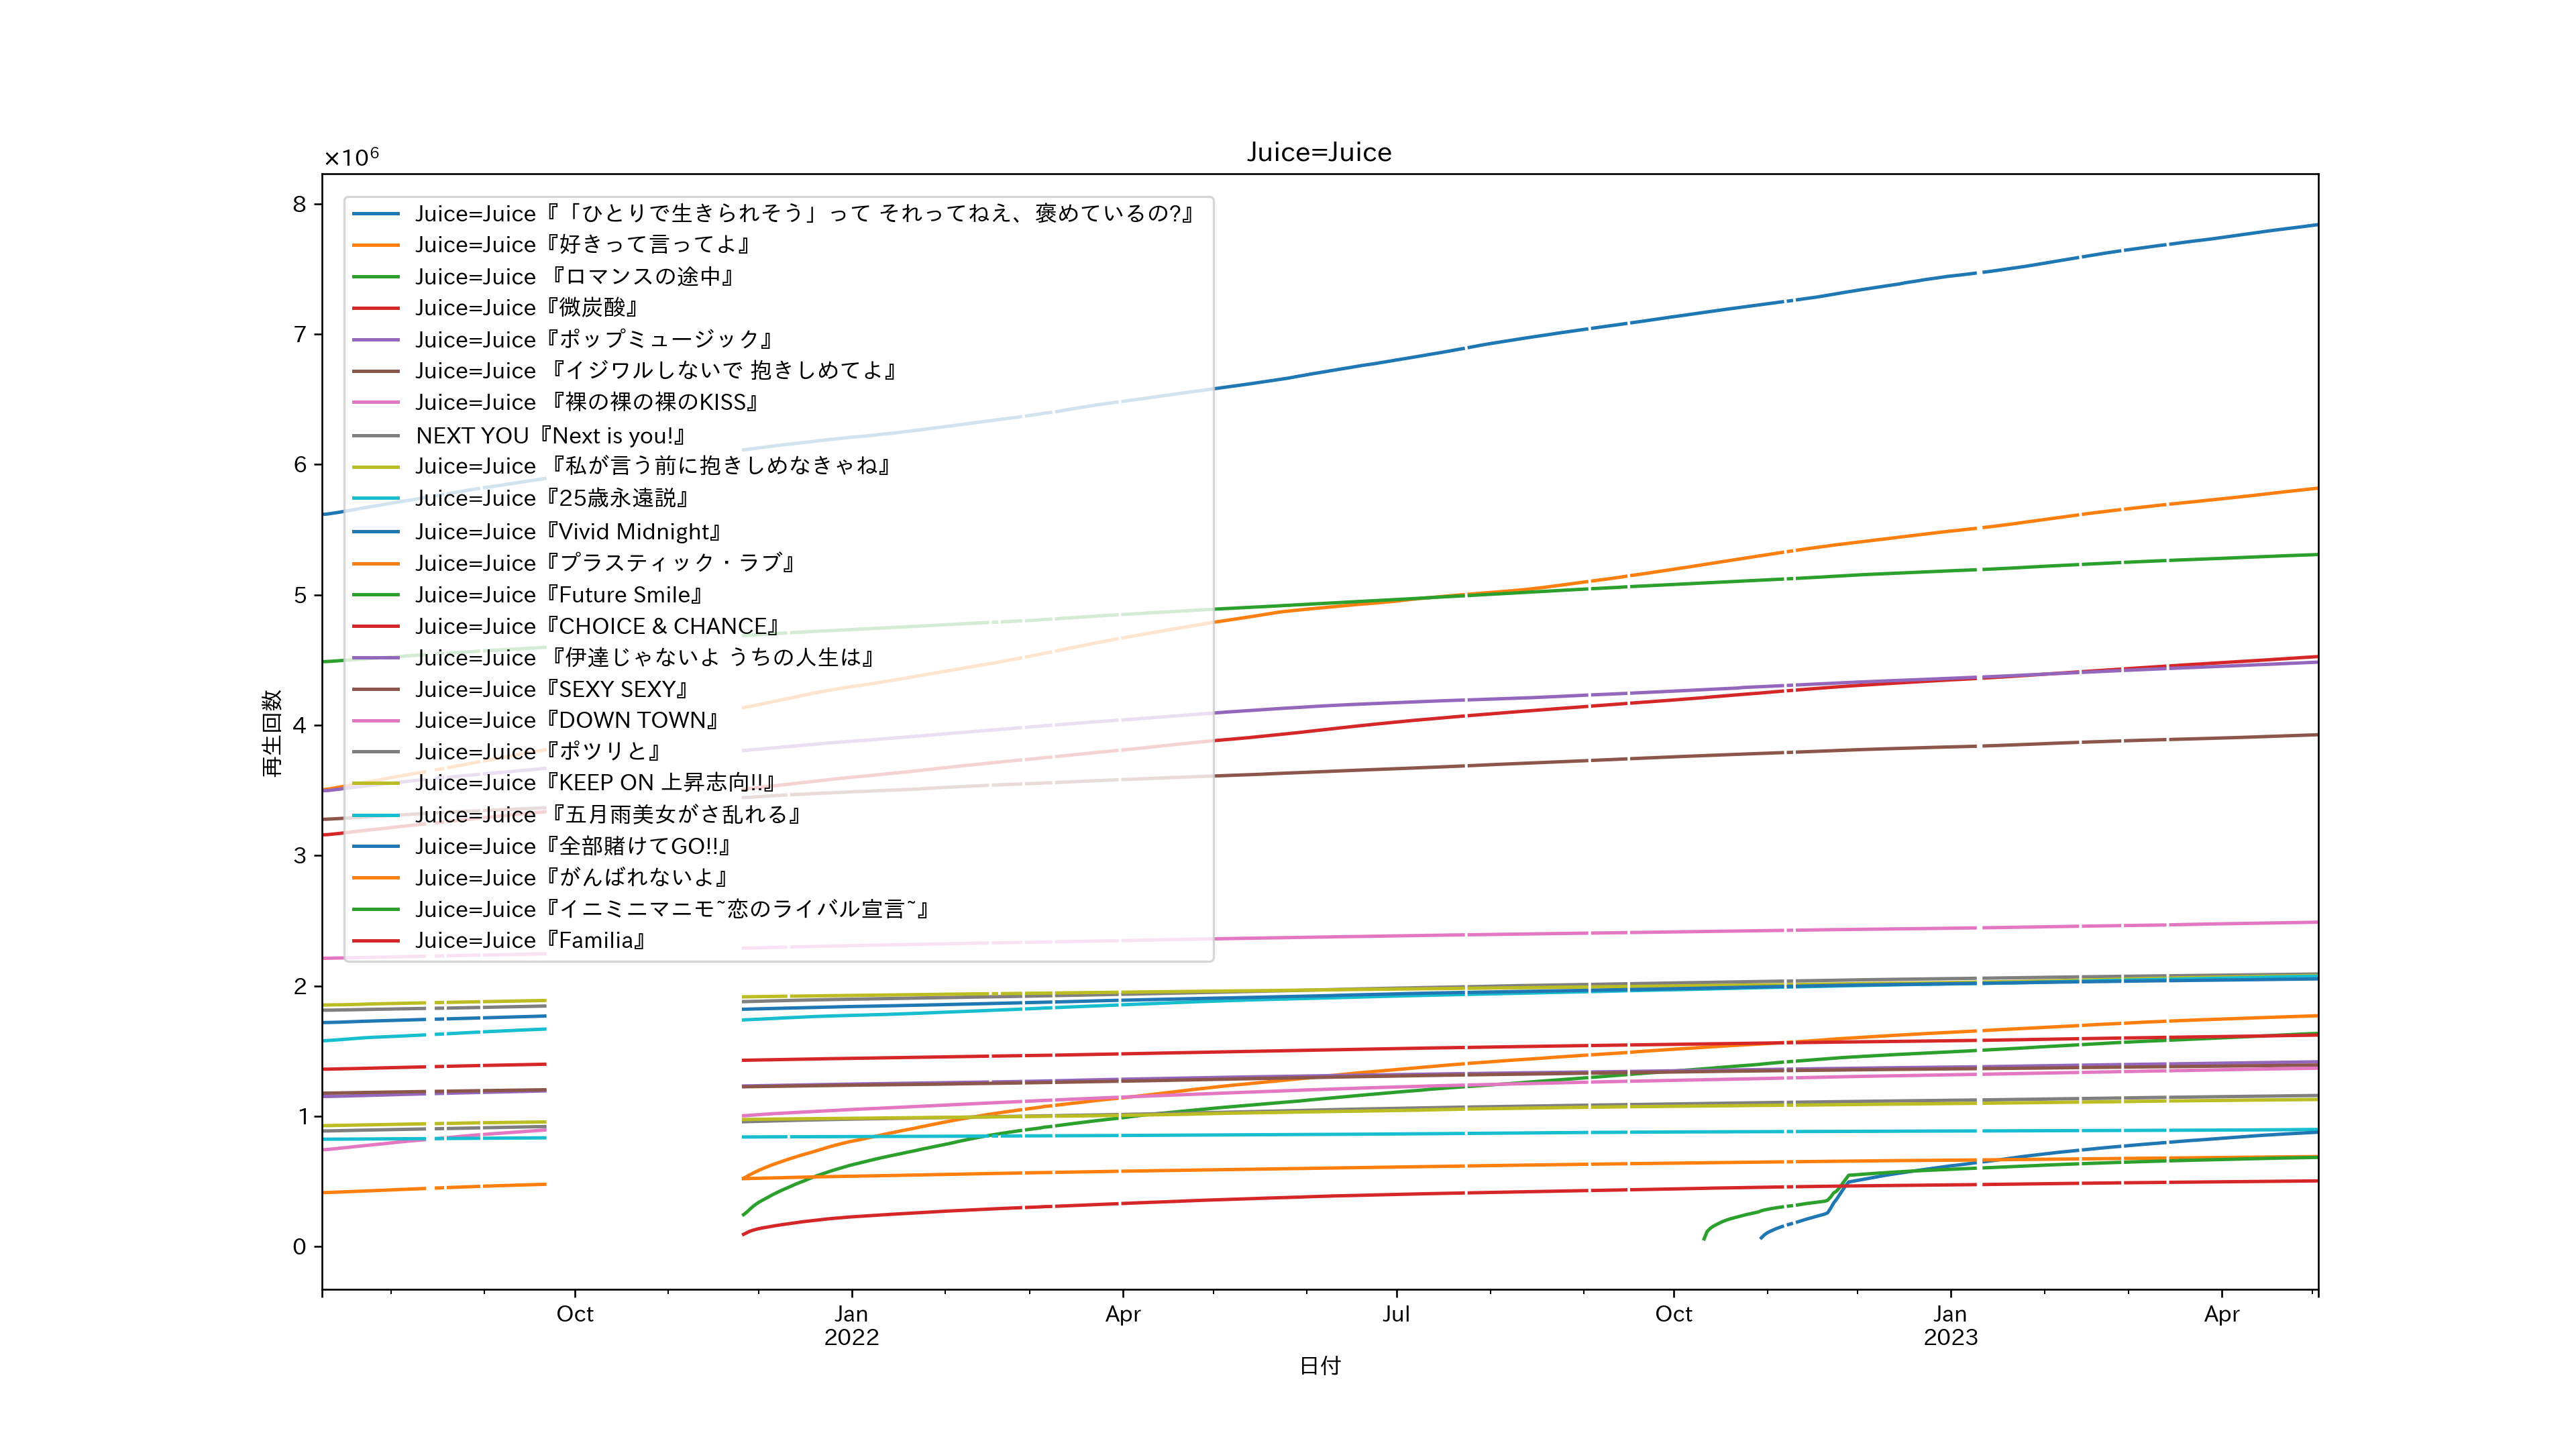 Juice=Juice
×10⁶
8
7
6
5
4
3
2
1
0
再生回数
Juice=Juice『「ひとりで生きられそう」って それってねえ、褒めているの?』
Juice=Juice『好きって言ってよ』
Juice=Juice 『ロマンスの途中』
Juice=Juice『微炭酸』
Juice=Juice『ポップミュージック』
Juice=Juice 『イジワルしないで 抱きしめてよ』
Juice=Juice 『裸の裸の裸のKISS』
NEXT YOU『Next is you!』
Juice=Juice 『私が言う前に抱きしめなきゃね』
Juice=Juice『25歳永遠説』
Juice=Juice『Vivid Midnight』
Juice=Juice『プラスティック・ラブ』
Juice=Juice『Future Smile』
Juice=Juice『CHOICE & CHANCE』
Juice=Juice 『伊達じゃないよ うちの人生は』
Juice=Juice『SEXY SEXY』
Juice=Juice『DOWN TOWN』
Juice=Juice『ポツリと』
Juice=Juice『KEEP ON 上昇志向!!』
Juice=Juice 『五月雨美女がさ乱れる』
Juice=Juice『全部賭けてGO!!』
Juice=Juice『がんばれないよ』
Juice=Juice『イニミニマニモ~恋のライバル宣言~』
Juice=Juice『Familia』
Oct Jan Apr Jul Oct Jan Apr
2022 2023
日付